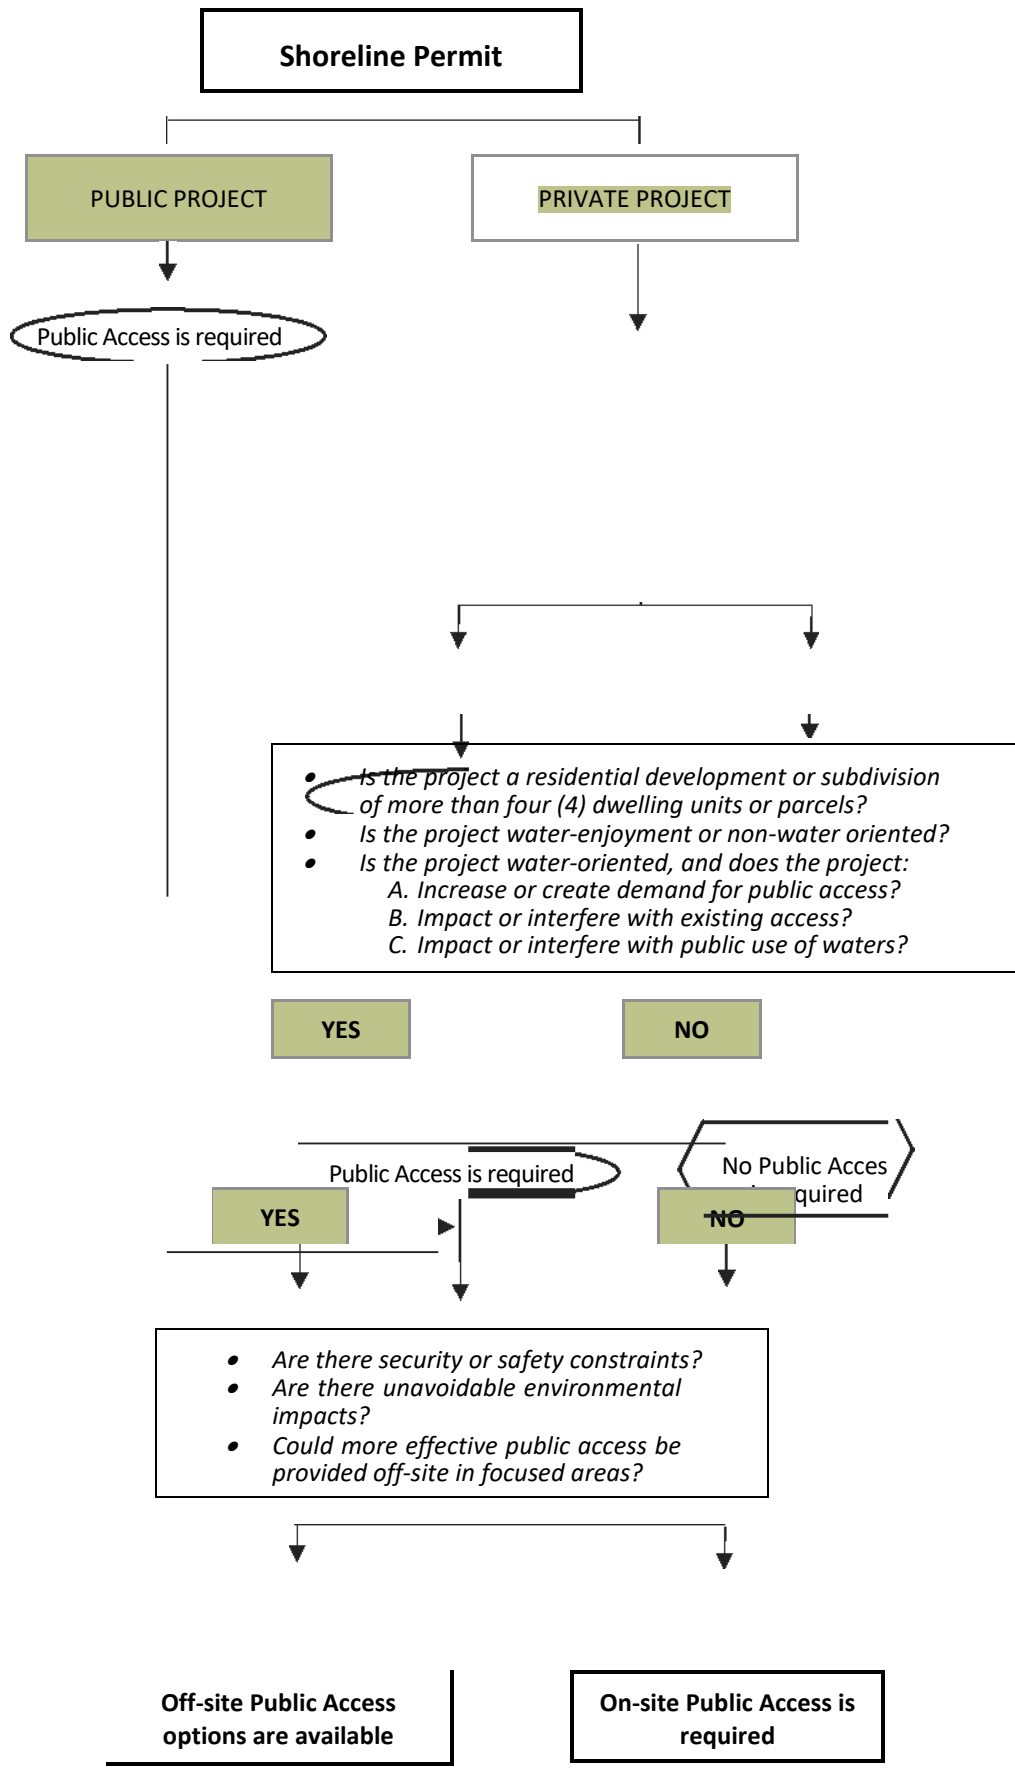 Shoreline Permit
PUBLIC PROJECT
PRIVATE PROJECT
Public Access is required
● Is the project a residential development or subdivision
of more than four (4) dwelling units or parcels?
● Is the project water-enjoyment or non-water oriented?
● Is the project water-oriented, and does the project:
A. Increase or create demand for public access?
B. Impact or interfere with existing access?
C. Impact or interfere with public use of waters?
YES
NO
Public Access is required
No Public Acces
quired
YES
NO
● Are there security or safety constraints?
● Are there unavoidable environmental
impacts?
● Could more effective public access be
provided off-site in focused areas?
Off-site Public Access
options are available
On-site Public Access is
required